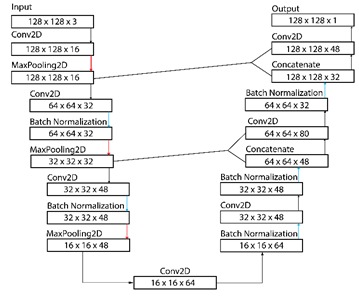 Input
128 x 128 x 3
Conv2D
128 x 128 x 16
MaxPooling2D
128 x 128 x 16
Conv2D
64 x 64 x 32
Batch Normalization
64 x 64 x 32
MaxPooling2D
32 x 32 x 32
Conv2D
32 x 32 x 48
Batch Normalization
32 x 32 x 48
MaxPooling2D
16 x 16 x 48
Conv2D
16 x 16 x 64
Output
128 x 128 x 1
Conv2D
128 x 128 x 48
Concatenate
128 x 128 x 32
Batch Normalization
64 x 64 x 32
Conv2D
64 x 64 x 80
Concatenate
64 x 64 x 48
Batch Normalization
32 x 32 x 48
Conv2D
32 x 32 x 48
Batch Normalization
16 x 16 x 64